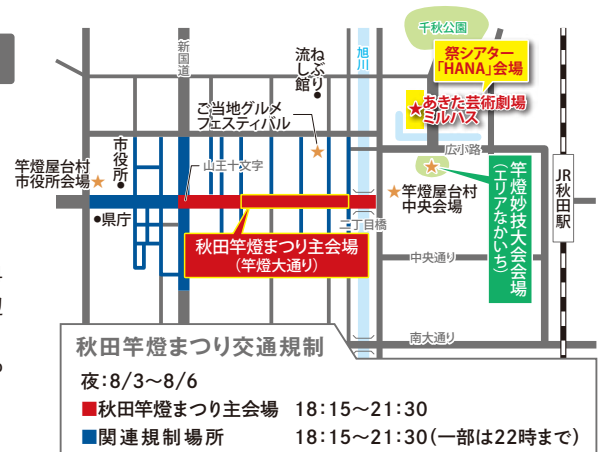 千秋公園
新国道
旭川
ねぶり
流し館
祭シアター
「HANA」会場
ご当地グルメ
フェスティバル
あきた芸術劇場
ミルハス
市役所
広小路
山王十文字
竿燈屋台村
市役所会場
竿燈屋台村
中央会場
竿燈妙技大会会場
(エリアなかいち)
JR秋田駅
県庁
二丁目橋
秋田竿燈まつり主会場
(竿燈大通り)
中央通り
南大通り
秋田竿燈まつり交通規制
夜:8/3~8/6
■秋田竿燈まつり主会場 18:15~21:30
■関連規制場所 18:15~21:30(一部は22時まで)